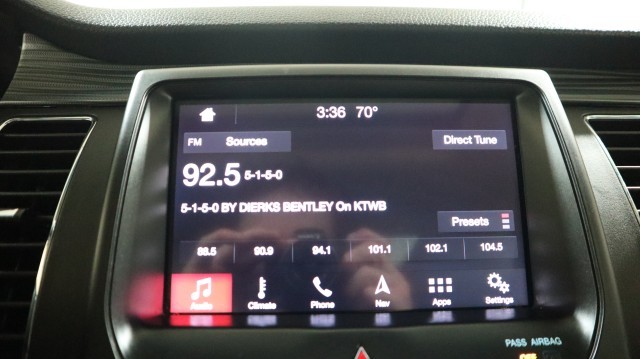 3:36 70°
FM Sources Direct Tune
92.5 5-1-5-0
5-1-5-0 BY DIERKS BENTLEY On KTWB
Presets
88.5 90.9 94.1 101.1 102.1 104.5
Audio Climate Phone Nav Apps Settings
PASS AIRBAG
OFF